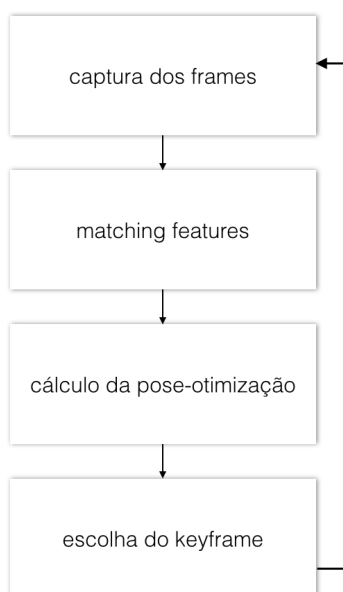 captura dos frames
matching features
cálculo da pose-otimização
escolha do keyframe